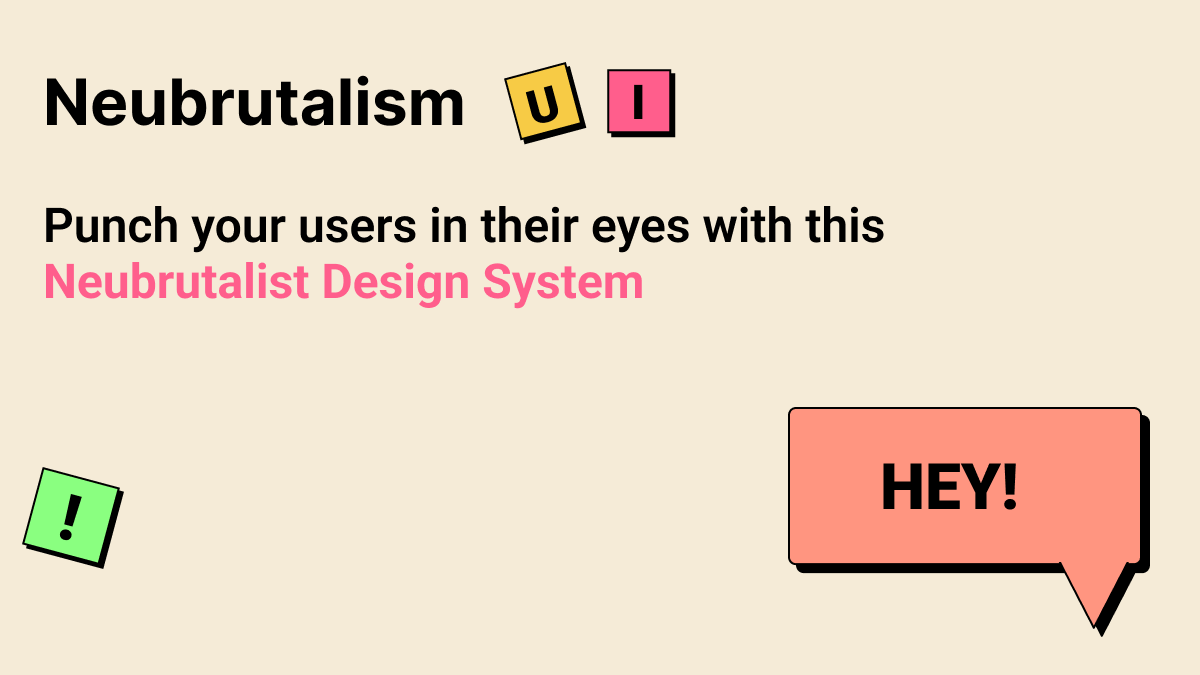 Neubrutalism U I
Punch your users in their eyes with this
Neubrutalist Design System
HEY!
!